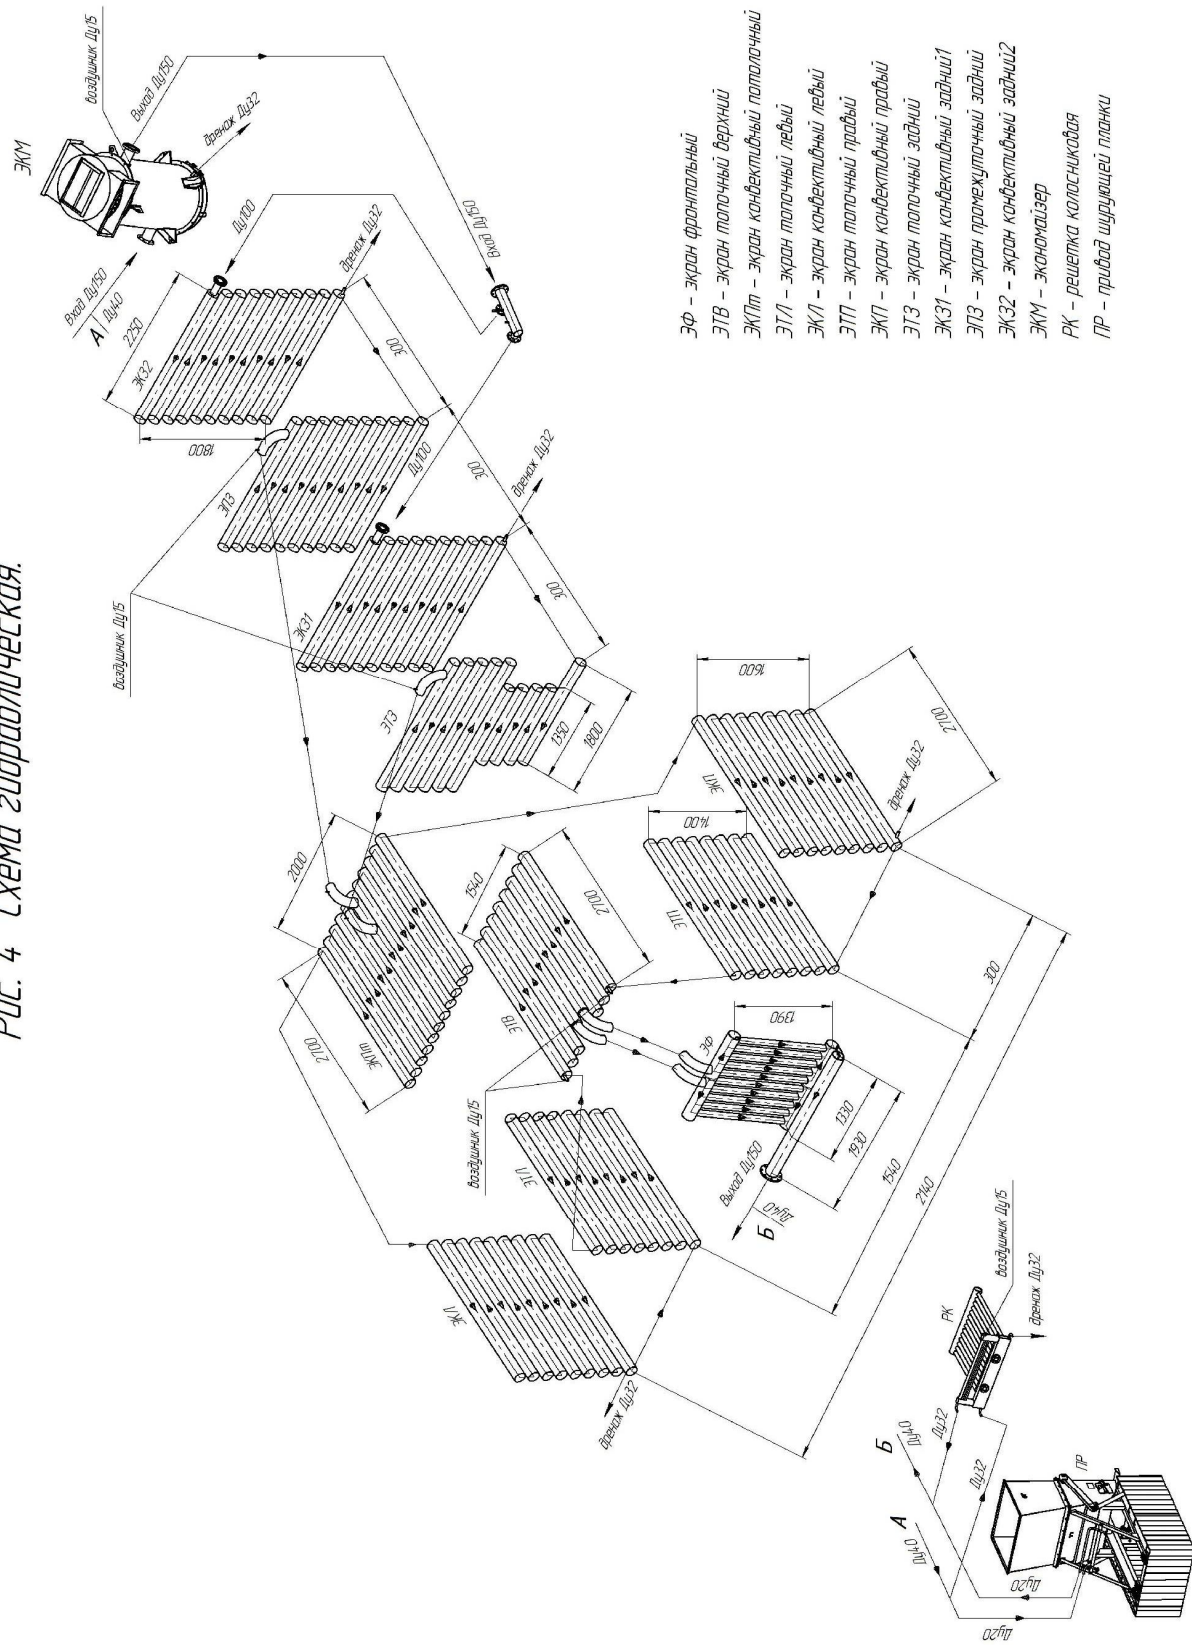 Рис. 4 Схема гидравлическая.
ЭКМ
воздушник Ду15
Выход Ду150
дренаж Ду32
Вход Ду150
А
Ду40
Ду100
Вход Ду150
дренаж Ду32
2250
ЭКЗ2
1800
300
ЭПЗ
Ду100
300
дренаж Ду32
воздушник Ду15
ЭКЗ1
300
ЭТЗ
1350
1800
1600
ЭКП
2700
дренаж Ду32
2000
2700
ЭКПт
1540
2700
ЭТВ
1400
ЭТП
300
1390
ЭФ
воздушник Ду15
1330
1930
1540
2140
Выход Ду150
Ду40
Б
ЭТЛ
ЭКЛ
дренаж Ду32
РК
воздушник Ду15
дренаж Ду32
Ду32
Ду32
Б
Ду40
А
Ду40
ПР
Ду20
Ду20
ЭФ – экран фронтальный
ЭТВ – экран топочный верхний
ЭКПт – экран конвективный потолочный
ЭТЛ – экран топочный левый
ЭКЛ – экран конвективный левый
ЭТП – экран топочный правый
ЭКП – экран конвективный правый
ЭТЗ – экран топочный задний
ЭКЗ1 – экран конвективный задний1
ЭПЗ – экран промежуточный задний
ЭКЗ2 – экран конвективный задний2
ЭКМ – экономайзер
РК – решетка колосниковая
ПР – привод шурующей планки